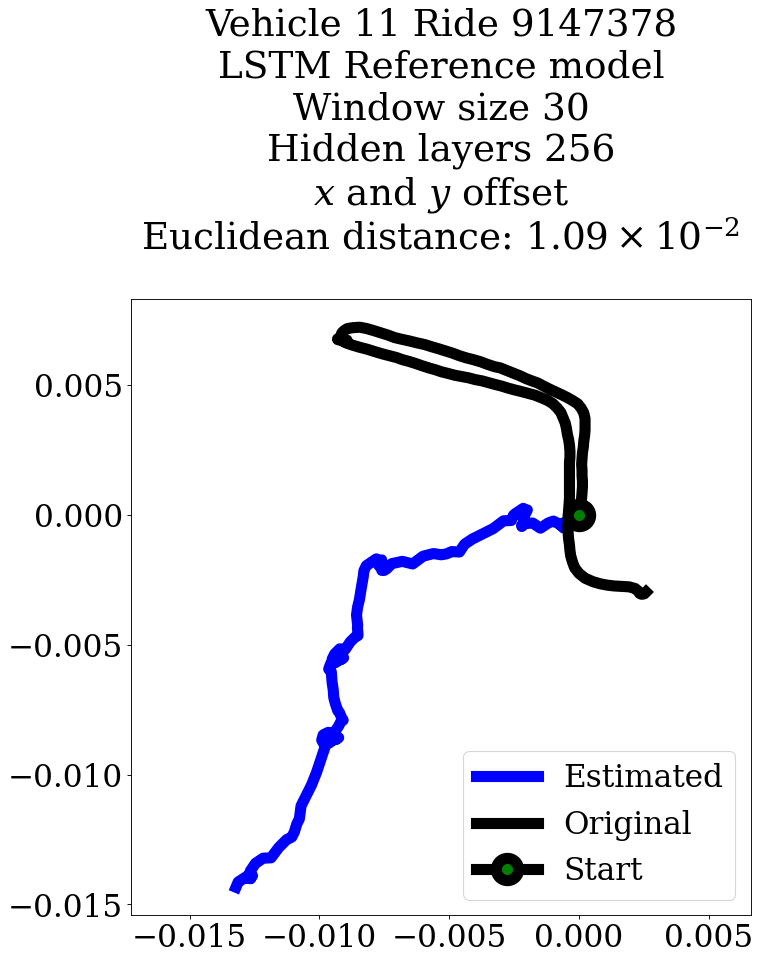 Vehicle 11 Ride 9147378
LSTM Reference model
Window size 30
Hidden layers 256
x and y offset
Euclidean distance: 1.09 × 10⁻²
0.005
0.000
−0.005
−0.010
−0.015
Estimated
Original
Start
−0.015 −0.010 −0.005 0.000 0.005